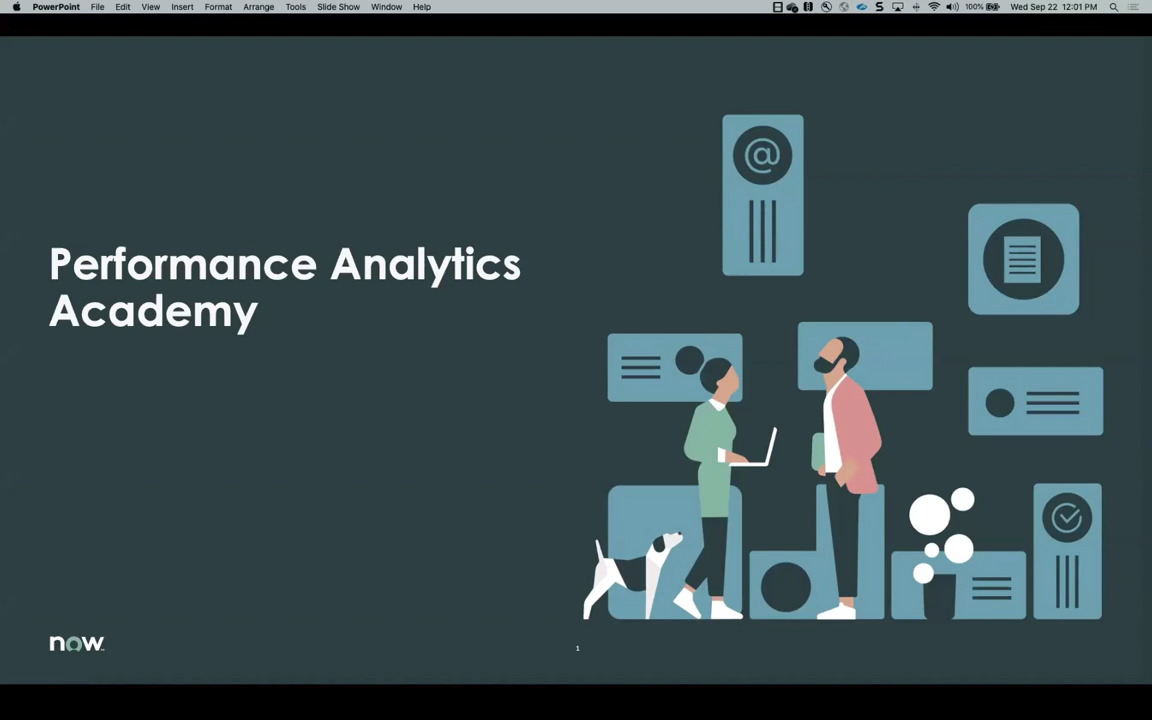 PowerPoint File Edit View Insert Format Arrange Tools Slide Show Window Help 100% Wed Sep 22 12:01 PM
@
Performance Analytics
Academy
now
1